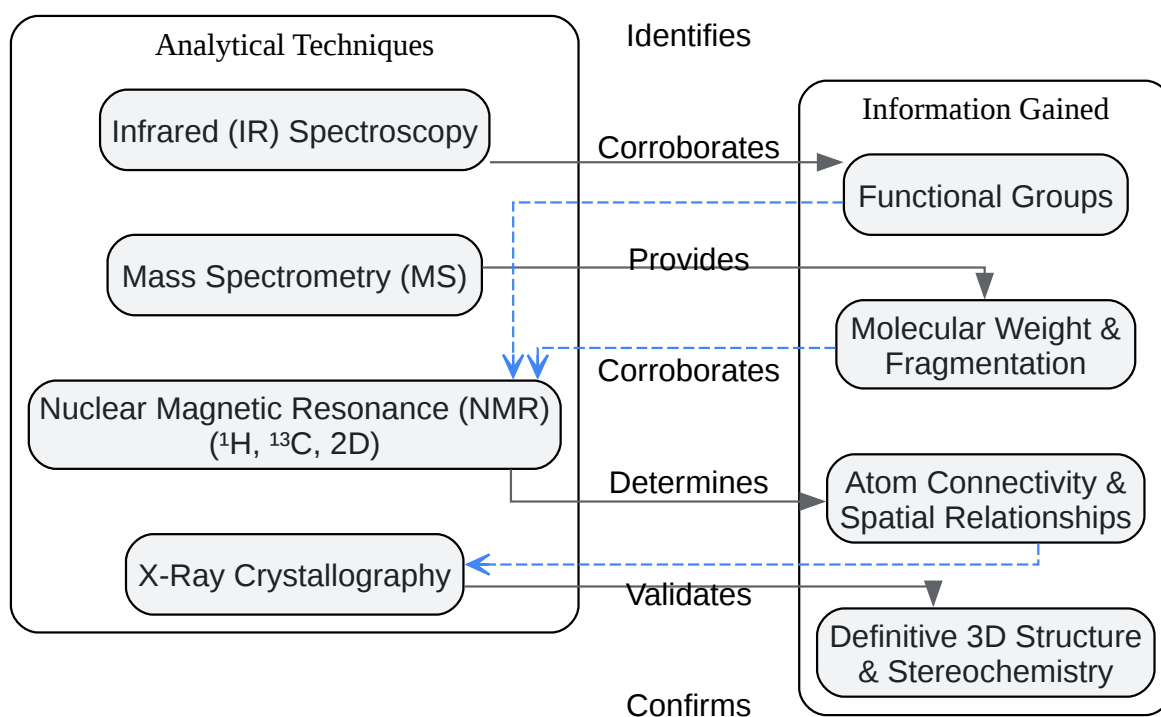 Analytical Techniques
Identifies
Information Gained
Infrared (IR) Spectroscopy
Corroborates
Functional Groups
Mass Spectrometry (MS)
Provides
Molecular Weight &
Fragmentation
Corroborates
Nuclear Magnetic Resonance (NMR)
(¹H, ¹³C, 2D)
Determines
Atom Connectivity &
Spatial Relationships
X-Ray Crystallography
Validates
Definitive 3D Structure
& Stereochemistry
Confirms